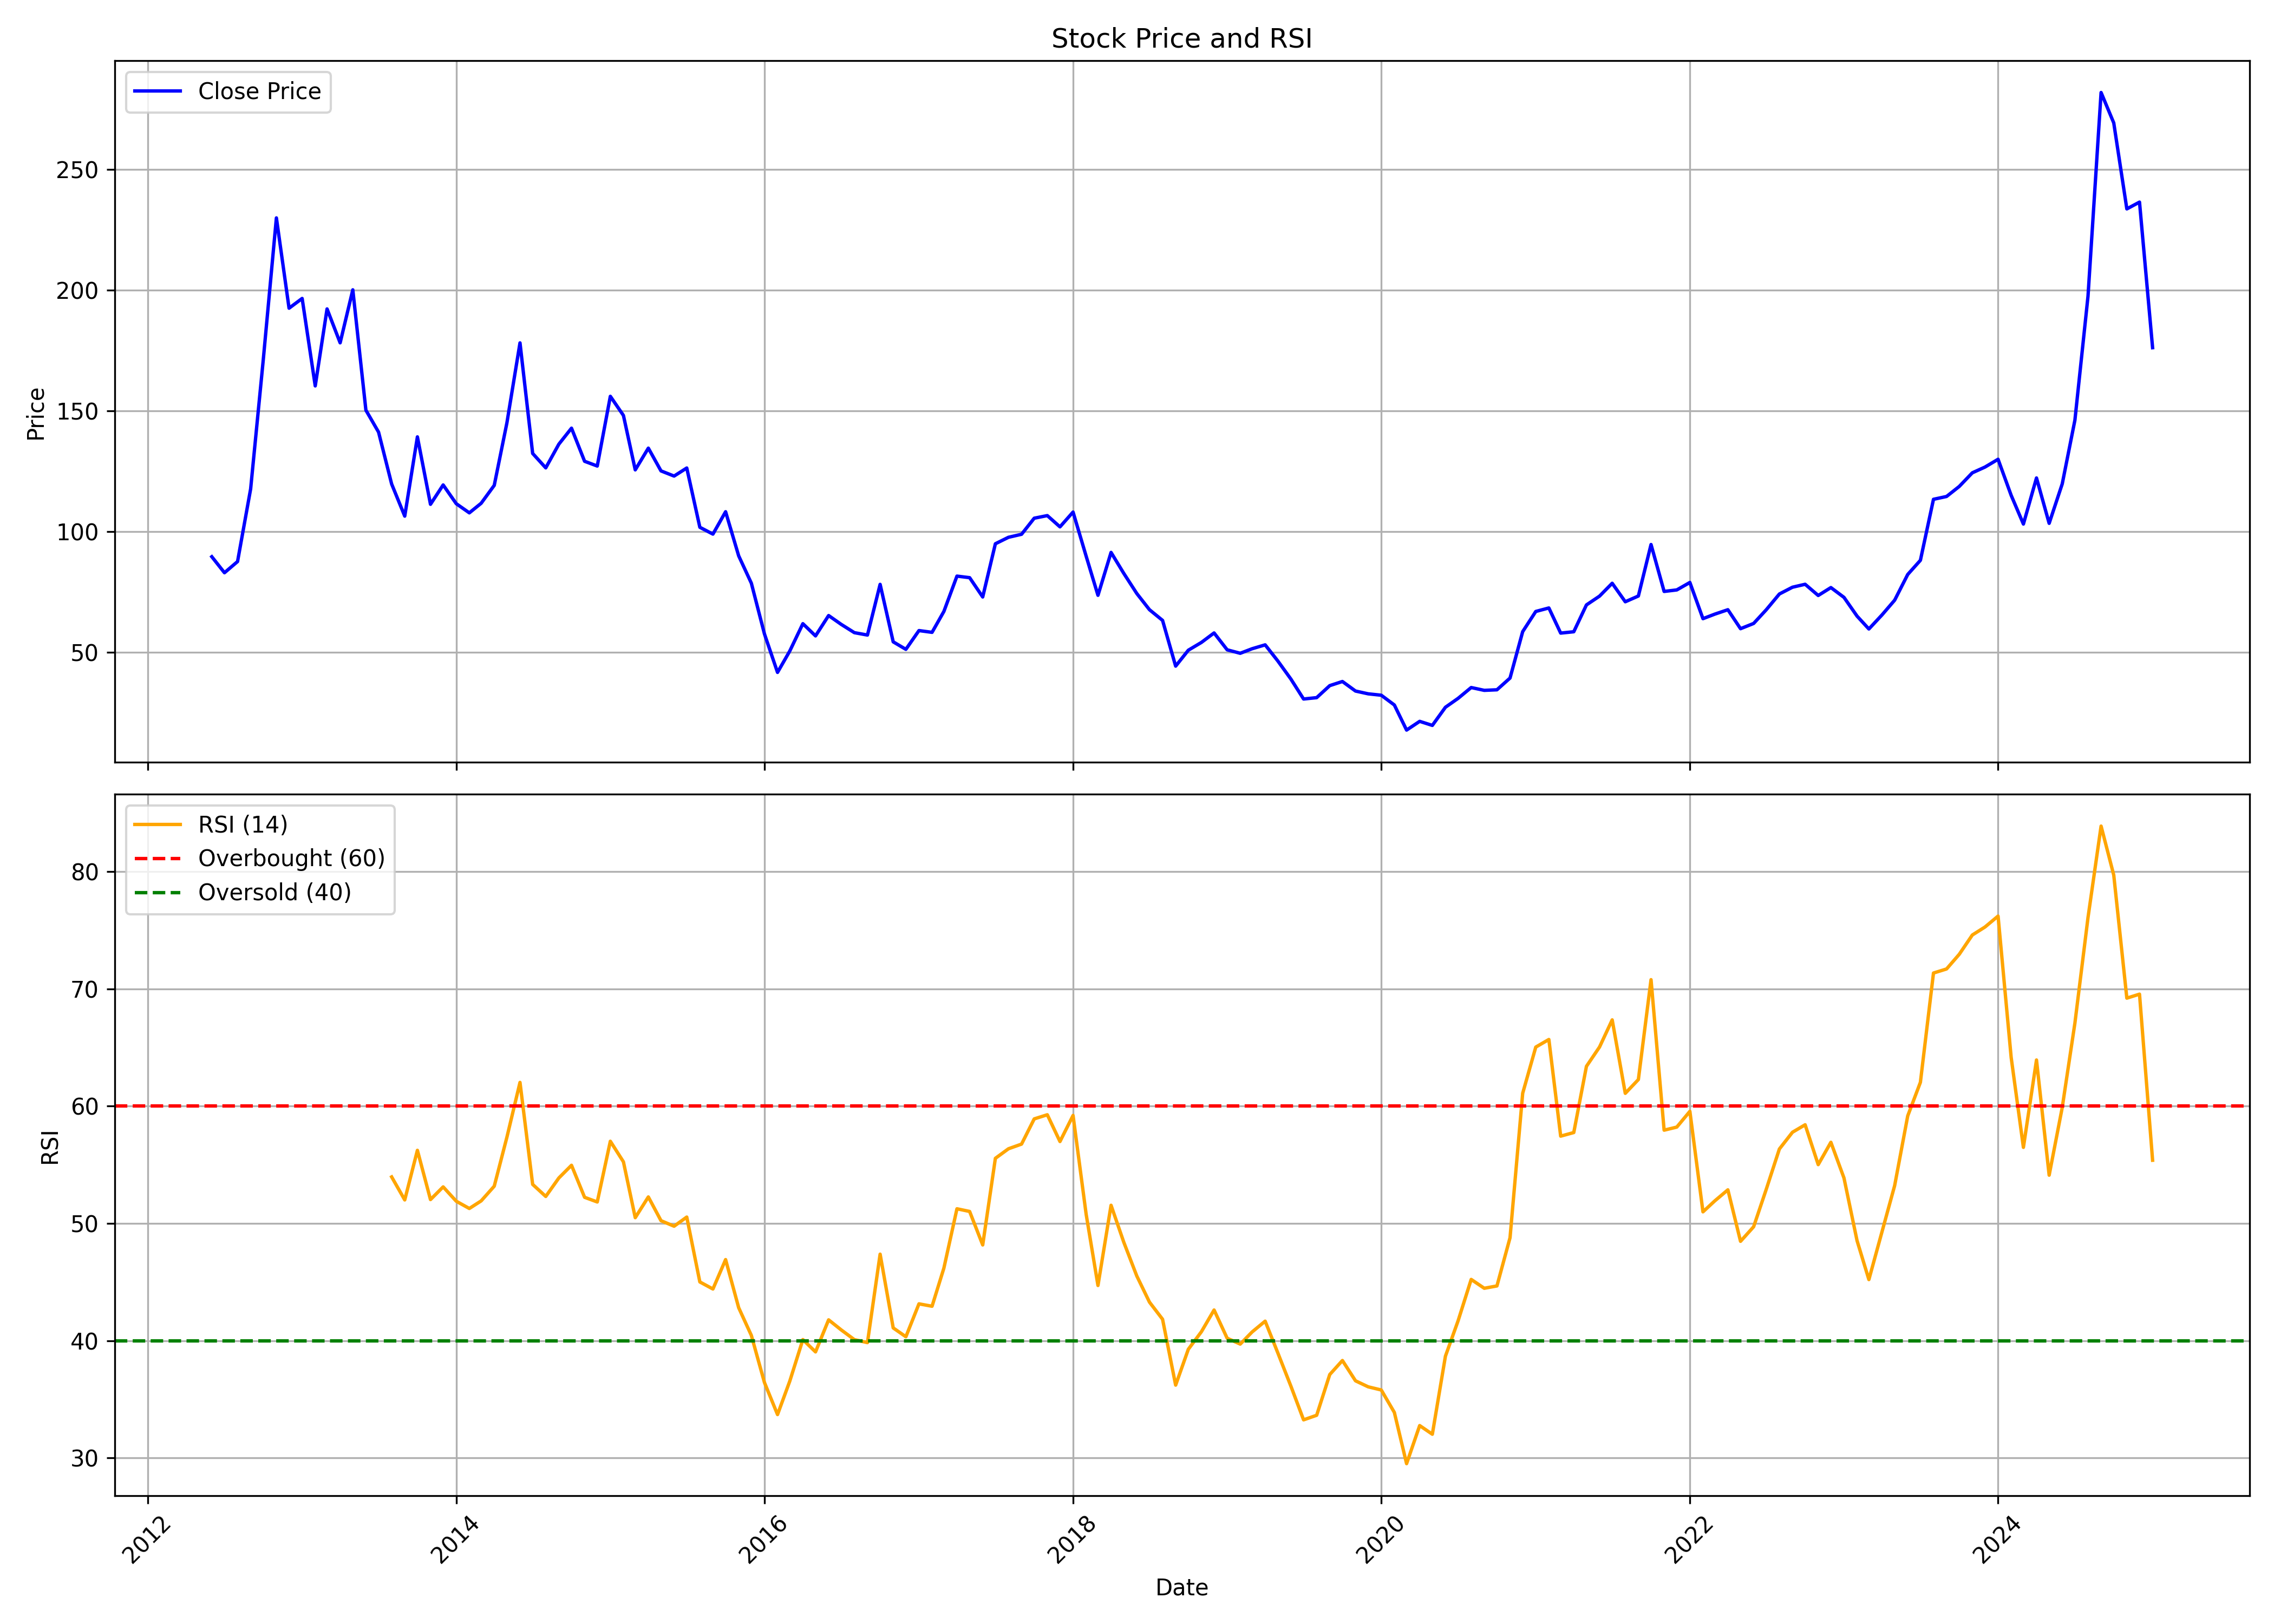 Stock Price and RSI
Close Price
Price
250
200
150
100
50
RSI (14)
Overbought (60)
Oversold (40)
RSI
80
70
60
50
40
30
2012
2014
2016
2018
2020
2022
2024
Date